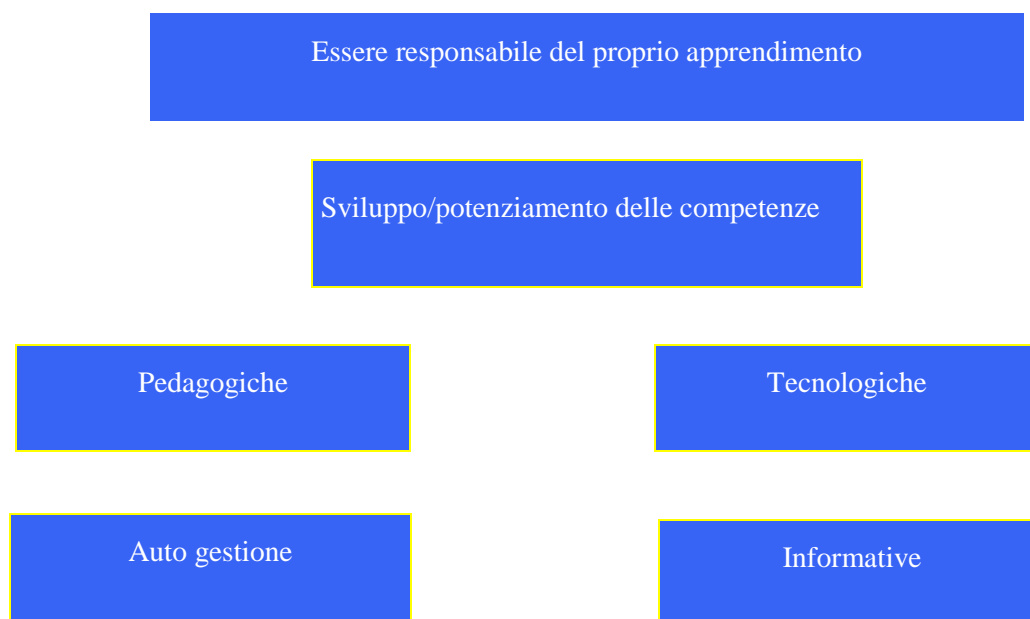 Essere responsabile del proprio apprendimento
Sviluppo/potenziamento delle competenze
Pedagogiche
Tecnologiche
Auto gestione
Informative